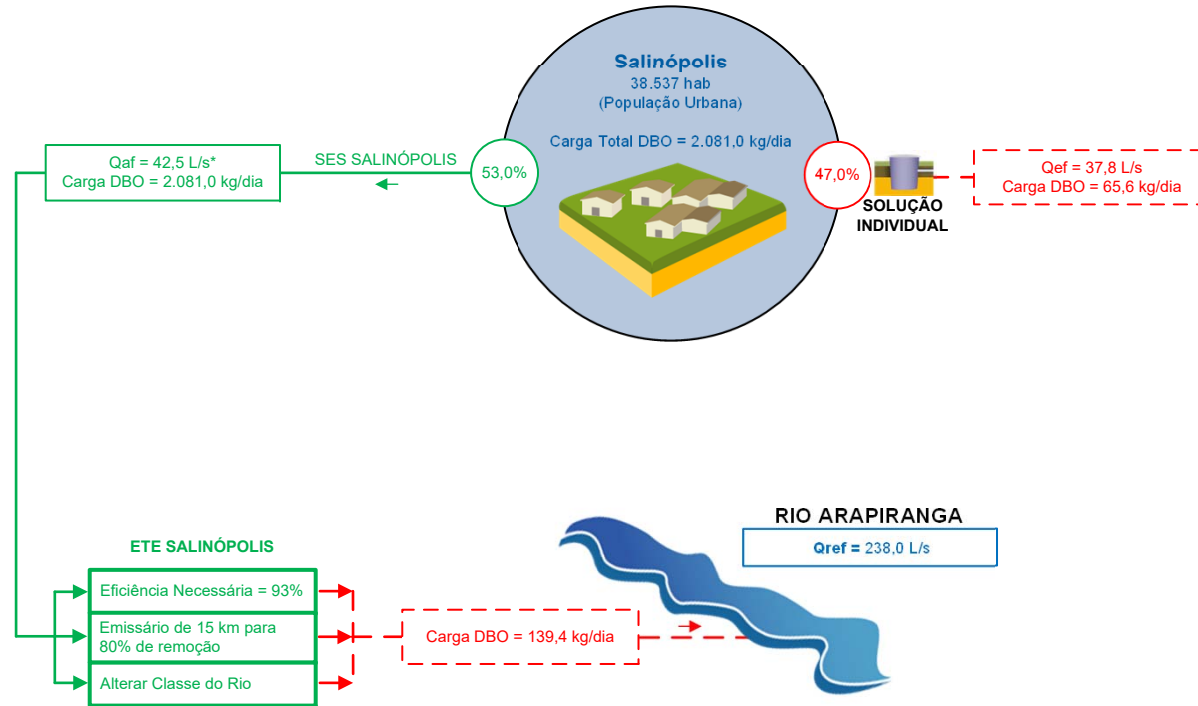 Salinópolis
38.537 hab
(População Urbana)
Carga Total DBO = 2.081,0 kg/dia
Qaf = 42,5 L/s*
Carga DBO = 2.081,0 kg/dia
SES SALINÓPOLIS
53,0%
47,0%
SOLUÇÃO
INDIVIDUAL
Qef = 37,8 L/s
Carga DBO = 65,6 kg/dia
RIO ARAPIRANGA
Qref = 238,0 L/s
ETE SALINÓPOLIS
Eficiência Necessária = 93%
Emissário de 15 km para
80% de remoção
Alterar Classe do Rio
Carga DBO = 139,4 kg/dia